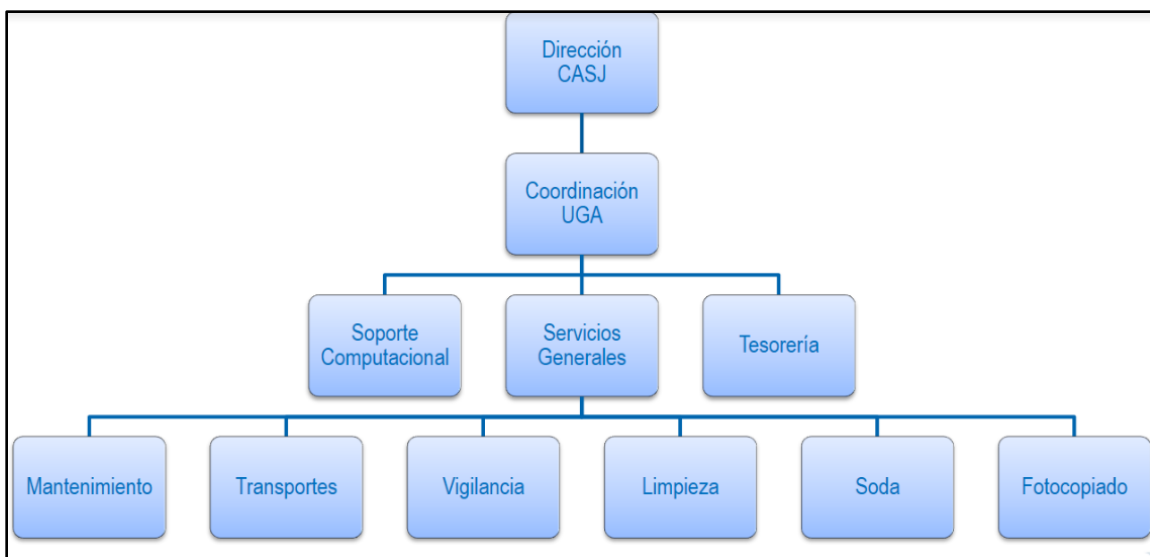 Dirección
CASJ
Coordinación
UGA
Soporte
Computacional
Servicios
Generales
Tesorería
Mantenimiento
Transportes
Vigilancia
Limpieza
Soda
Fotocopiado